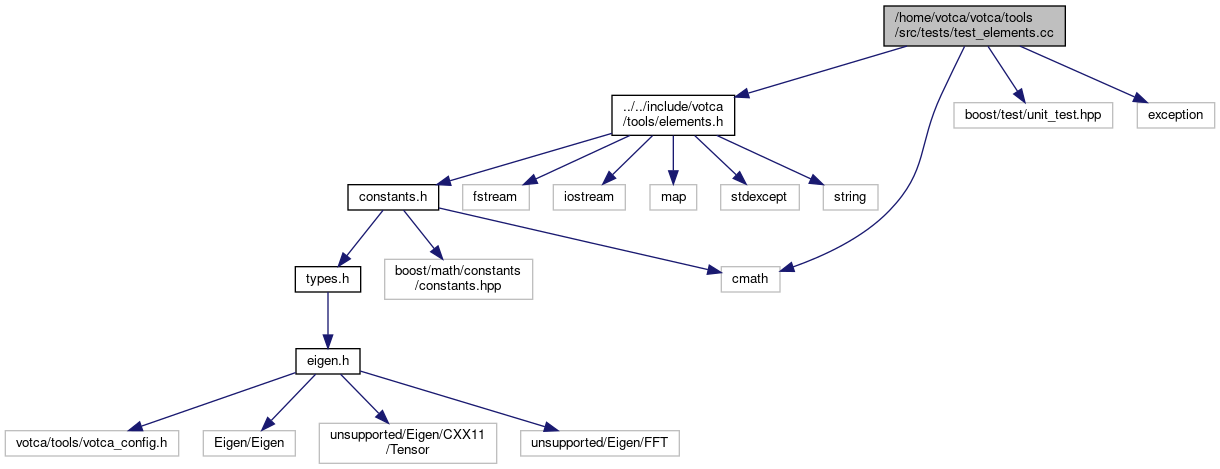 /home/votca/votca/tools
/src/tests/test_elements.cc
../../include/votca
/tools/elements.h
boost/test/unit_test.hpp
exception
constants.h
fstream
iostream
map
stdexcept
string
types.h
boost/math/constants
/constants.hpp
cmath
eigen.h
votca/tools/votca_config.h
Eigen/Eigen
unsupported/Eigen/CXX11
/Tensor
unsupported/Eigen/FFT